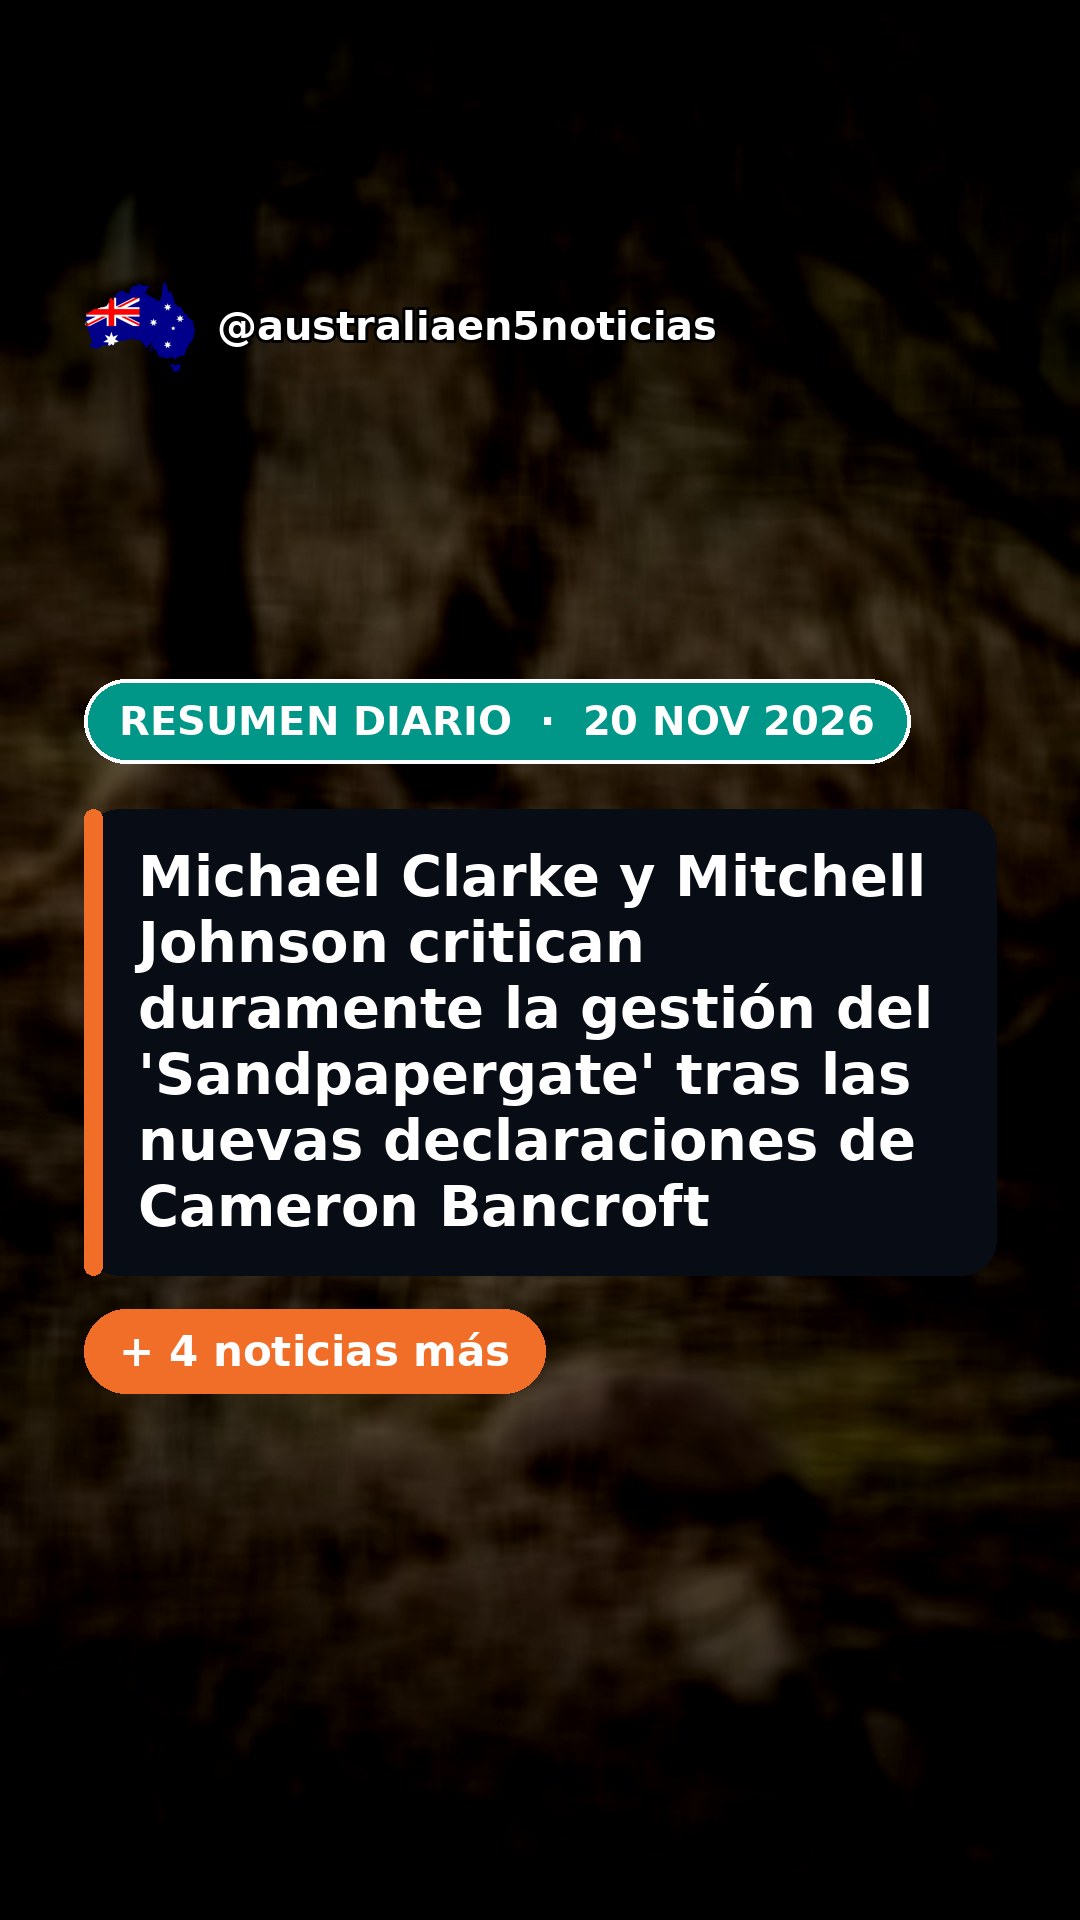 @australiaen5noticias
RESUMEN DIARIO · 20 NOV 2026
Michael Clarke y Mitchell
Johnson critican
duramente la gestión del
'Sandpapergate' tras las
nuevas declaraciones de
Cameron Bancroft
+ 4 noticias más